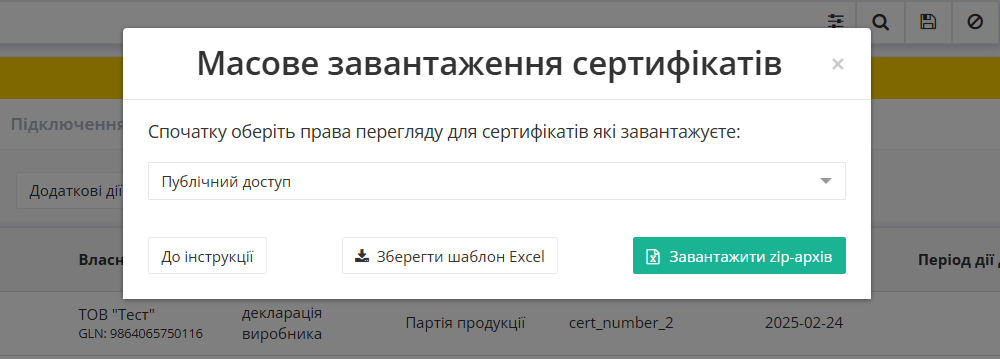 Масове завантаження сертифікатів
×
Підключення
Спочатку оберіть права перегляду для сертифікатів які завантажуєте:
Додаткові дії
Публічний доступ
До інструкції
Зберегти шаблон Excel
Завантажити zip-архів
Власн
Період дії д
ТОВ "Тест"
GLN: 9864065750116
декларація
виробника
Партія продукції
cert_number_2
2025-02-24